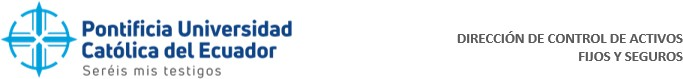 Pontificia Universidad
Católica del Ecuador
Seréis mis testigos
DIRECCIÓN DE CONTROL DE ACTIVOS
FIJOS Y SEGUROS